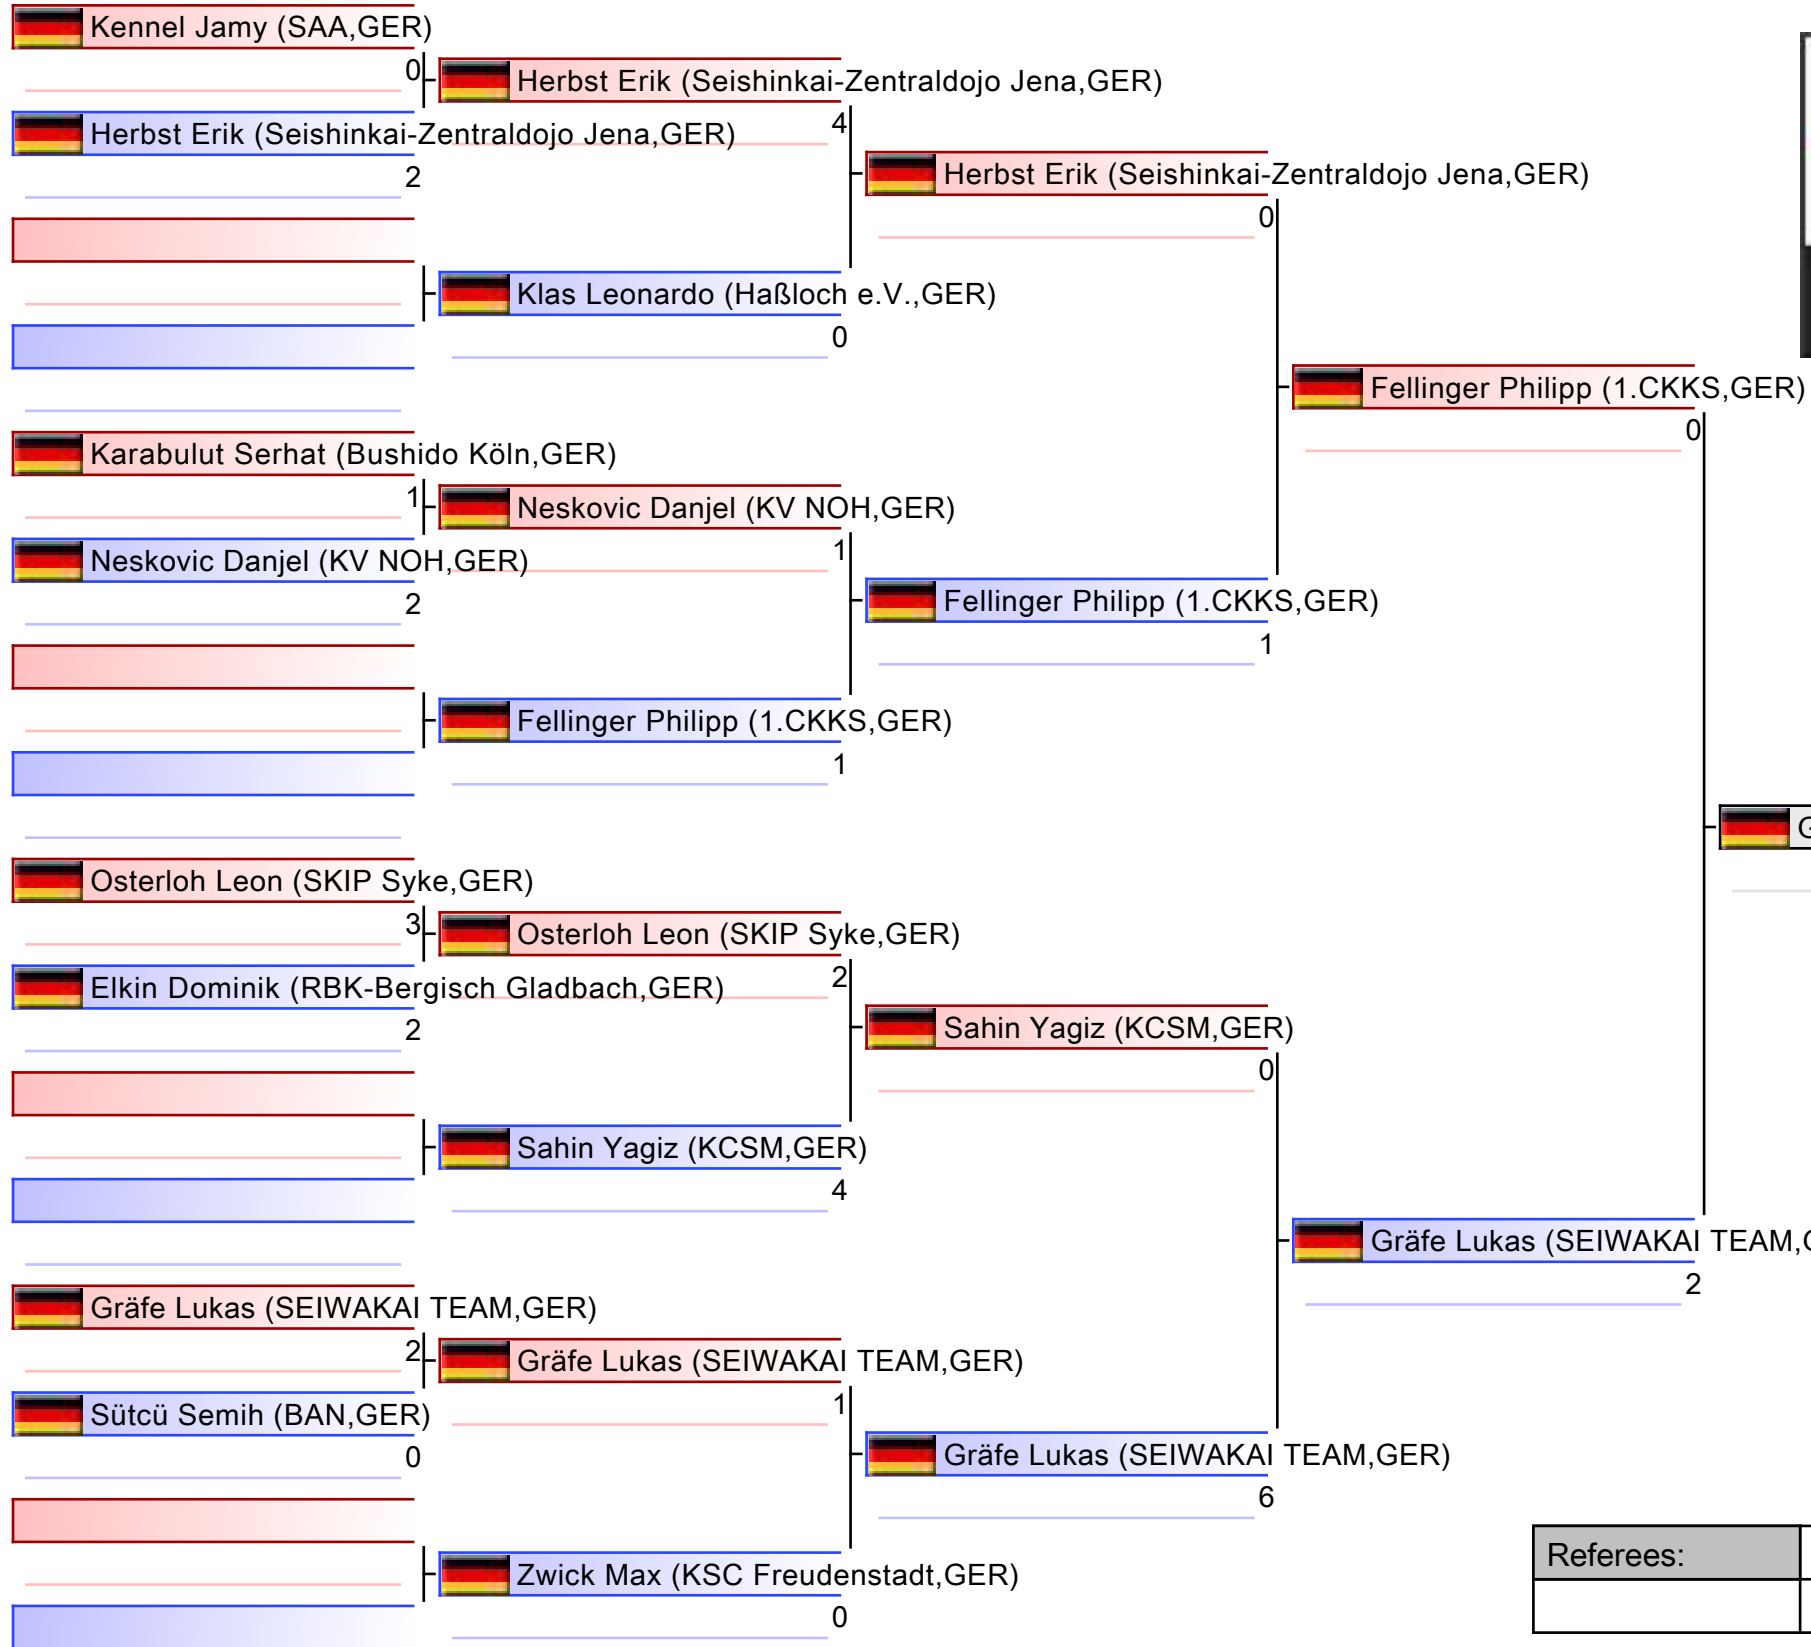 Kennel Jamy (SAA,GER)
0
Herbst Erik (Seishinkai-Zentraldojo Jena,GER)
Herbst Erik (Seishinkai-Zentraldojo Jena,GER)
4
2
Herbst Erik (Seishinkai-Zentraldojo Jena,GER)
0
Klas Leonardo (Haßloch e.V.,GER)
0
Fellinger Philipp (1.CKKS,GER)
0
Karabulut Serhat (Bushido Köln,GER)
1
Neskovic Danjel (KV NOH,GER)
1
Neskovic Danjel (KV NOH,GER)
2
Fellinger Philipp (1.CKKS,GER)
1
Fellinger Philipp (1.CKKS,GER)
1
G
Osterloh Leon (SKIP Syke,GER)
3
Osterloh Leon (SKIP Syke,GER)
2
Elkin Dominik (RBK-Bergisch Gladbach,GER)
2
Sahin Yagiz (KCSM,GER)
0
Sahin Yagiz (KCSM,GER)
4
Gräfe Lukas (SEIWAKAI TEAM,G
2
Gräfe Lukas (SEIWAKAI TEAM,GER)
2
Gräfe Lukas (SEIWAKAI TEAM,GER)
1
Sütcü Semih (BAN,GER)
0
Gräfe Lukas (SEIWAKAI TEAM,GER)
6
Zwick Max (KSC Freudenstadt,GER)
0
Referees: